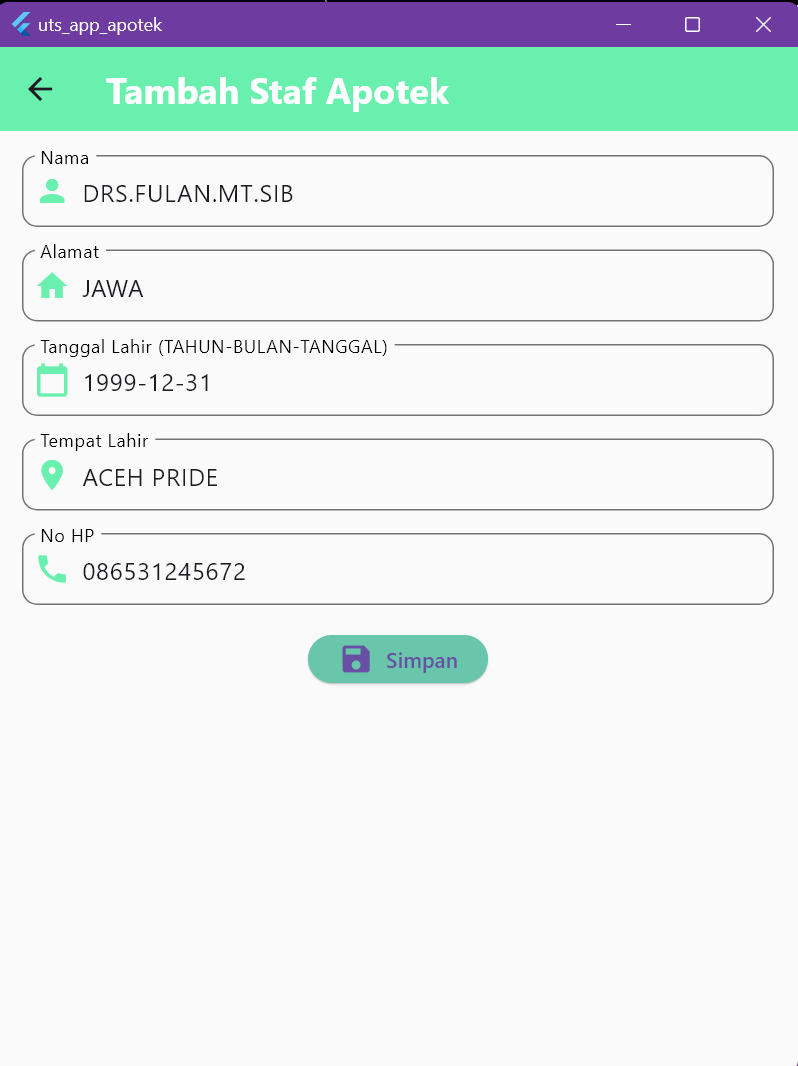 uts_app_apotek
Tambah Staf Apotek
Nama
DRS.FULAN.MT.SIB
Alamat
JAWA
Tanggal Lahir (TAHUN-BULAN-TANGGAL)
1999-12-31
Tempat Lahir
ACEH PRIDE
No HP
086531245672
Simpan